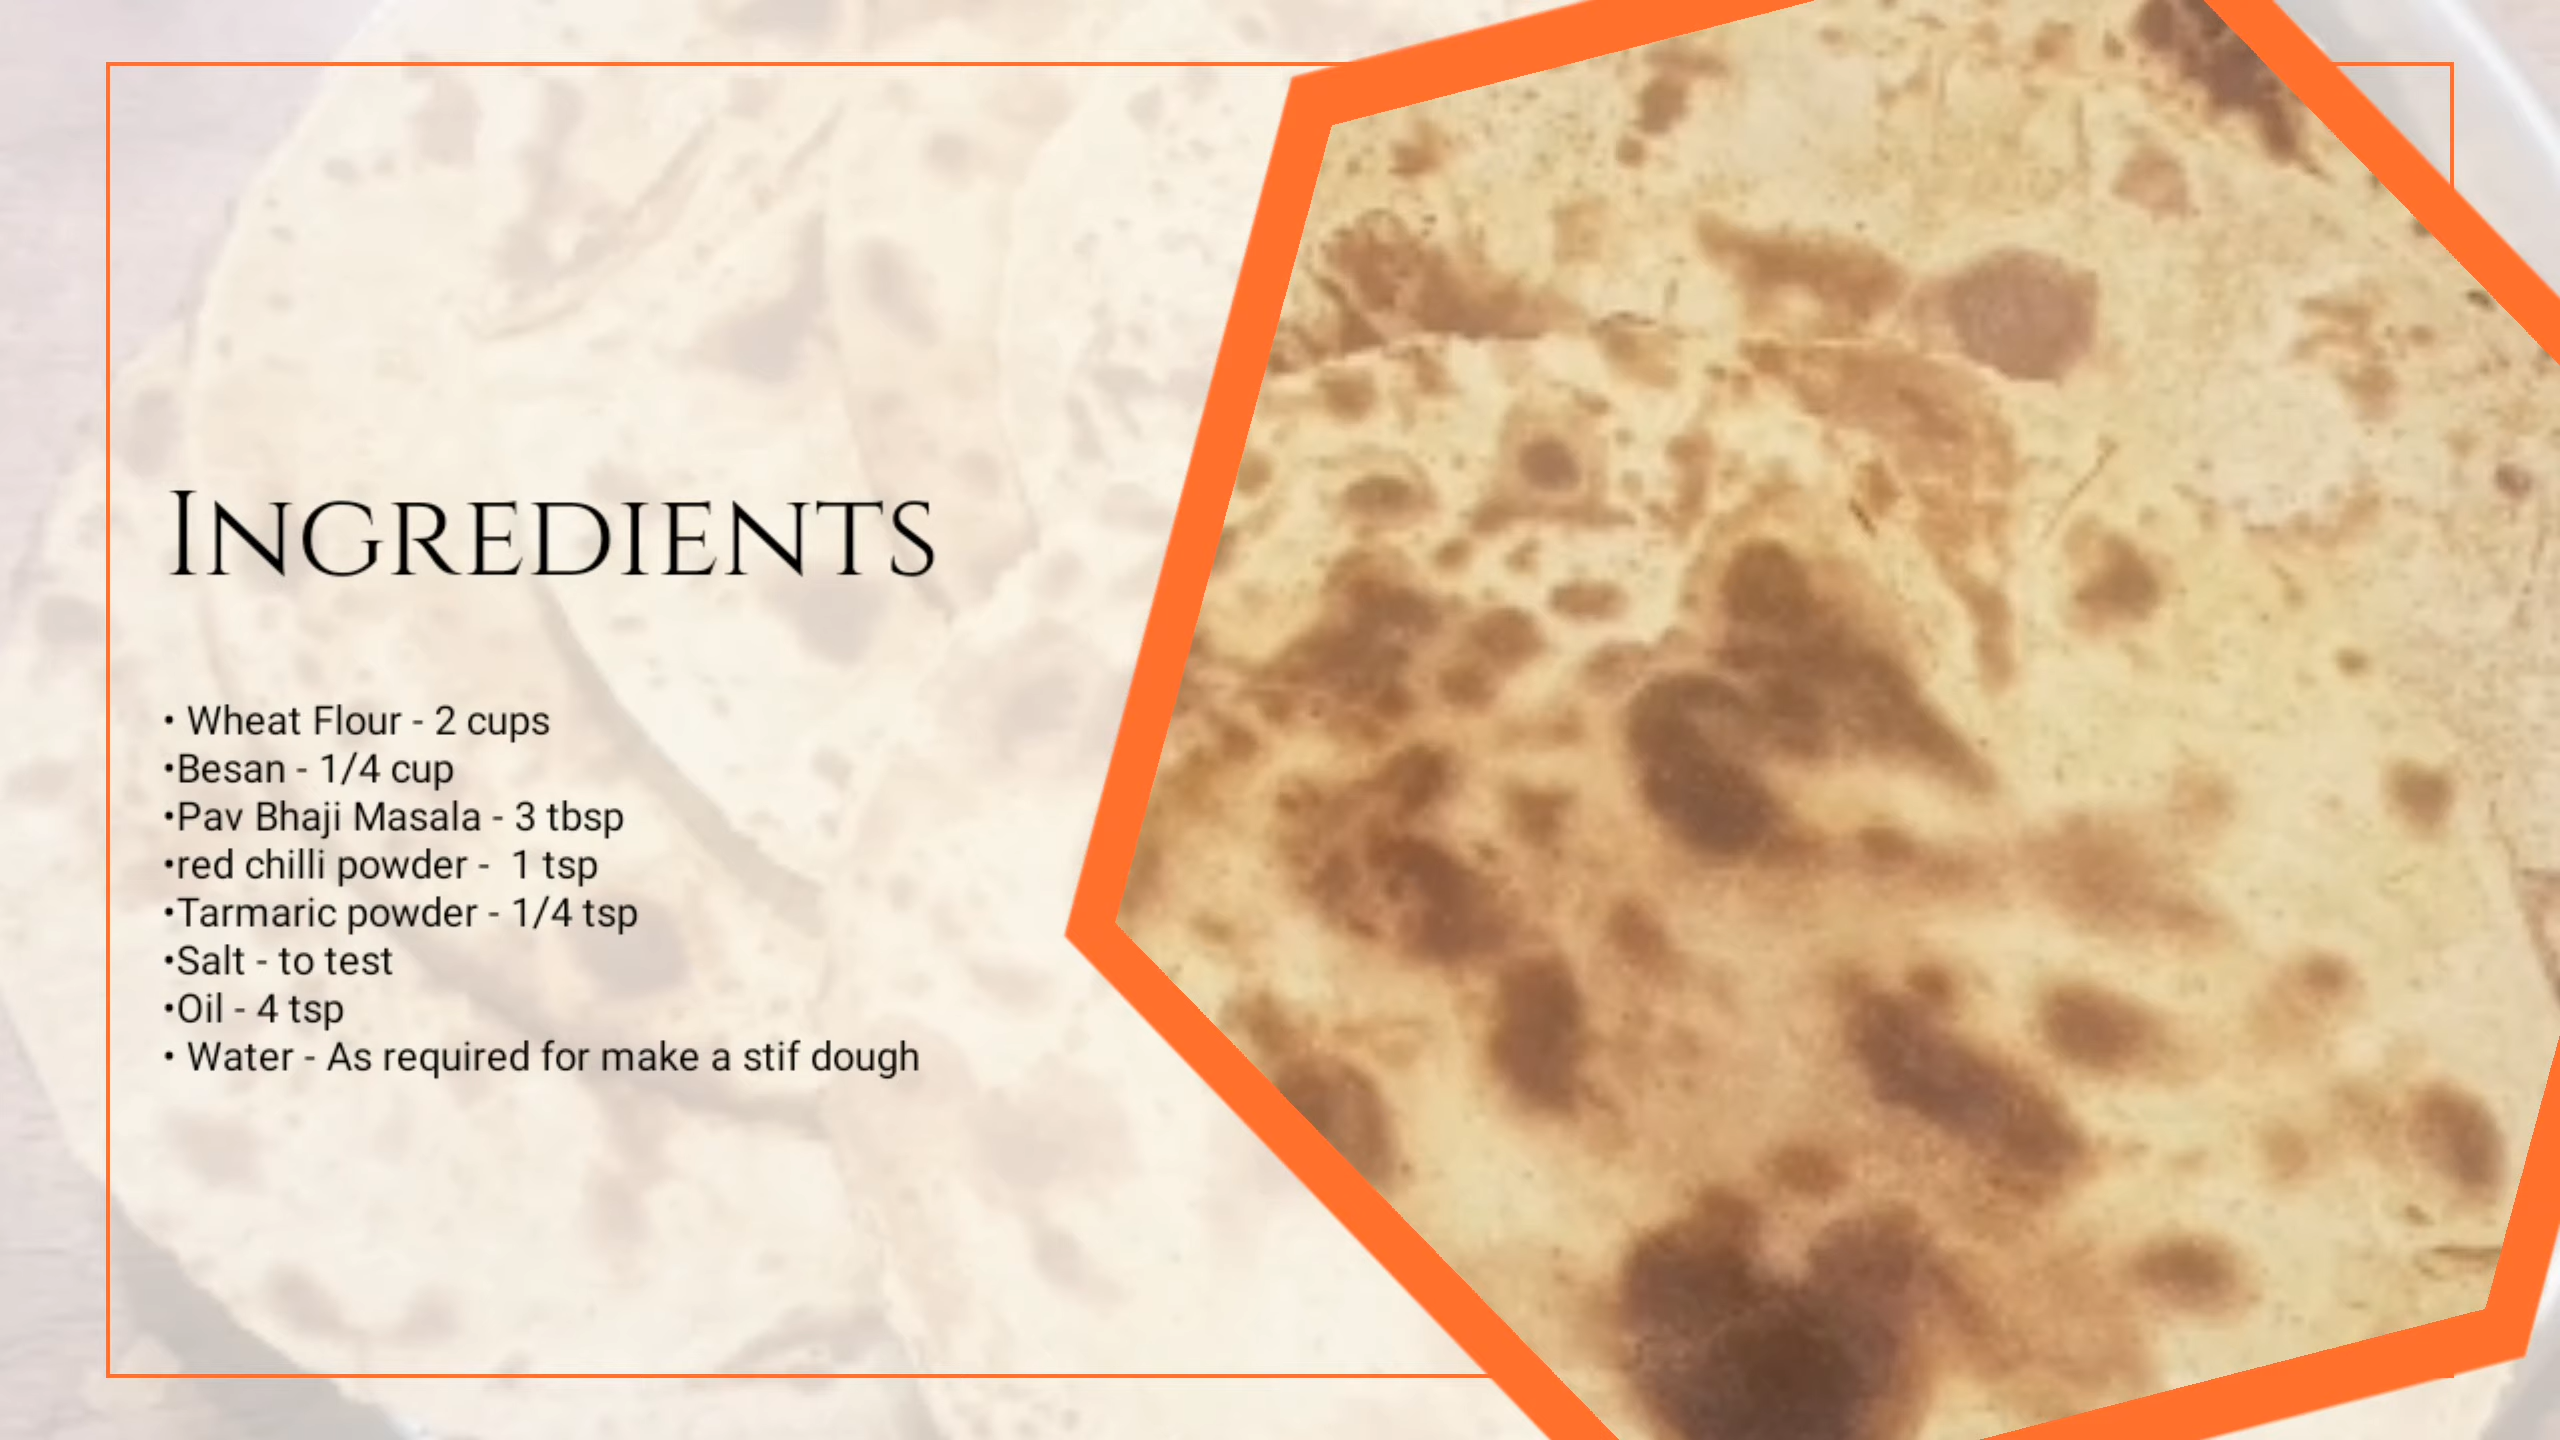 Ingredients
• Wheat Flour - 2 cups
•Besan - 1/4 cup
•Pav Bhaji Masala - 3 tbsp
•red chilli powder -  1 tsp
•Tarmaric powder - 1/4 tsp
•Salt - to test
•Oil - 4 tsp
• Water - As required for make a stif dough